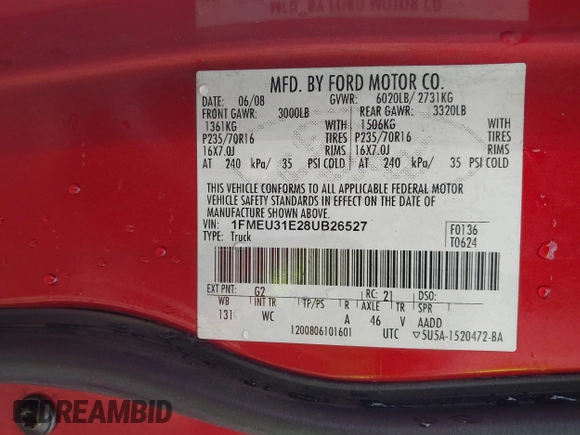 MFD. BY FORD MOTOR CO.
DATE: 06/08 GVWR: 6020LB/ 2731KG
FRONT GAWR: 3000LB REAR GAWR: 3320LB
1361KG WITH 1506KG WITH
P235/70R16 TIRES P235/70R16 TIRES
16X7.0J RIMS 16X7.0J RIMS
AT 240 kPa/ 35 PSI COLD AT 240 kPa/ 35 PSI COLD
THIS VEHICLE CONFORMS TO ALL APPLICABLE FEDERAL MOTOR
VEHICLE SAFETY STANDARDS IN EFFECT ON THE DATE OF
MANUFACTURE SHOWN ABOVE.
VIN: 1FMEU31E28UB26527
TYPE: Truck
F0136
T0624
EXT PNT: G2 RC: 21 DSO:
WB INT TR TP/PS R AXLE TR SPR
131 WC A 46 V AADD
1200806101601 UTC ▽5U5A-1520472-BA
DREAMBID